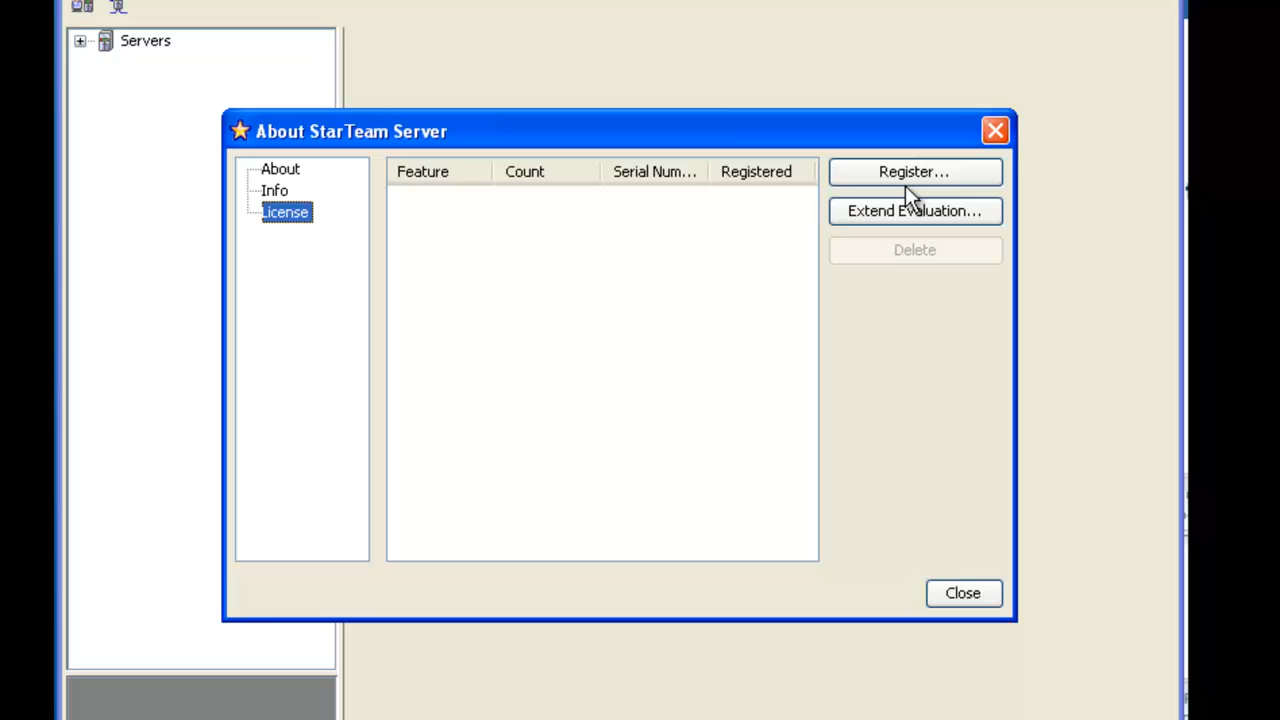 Servers
About StarTeam Server
About
Info
License
Feature Count Serial Num... Registered
Register...
Extend Evaluation...
Delete
Close